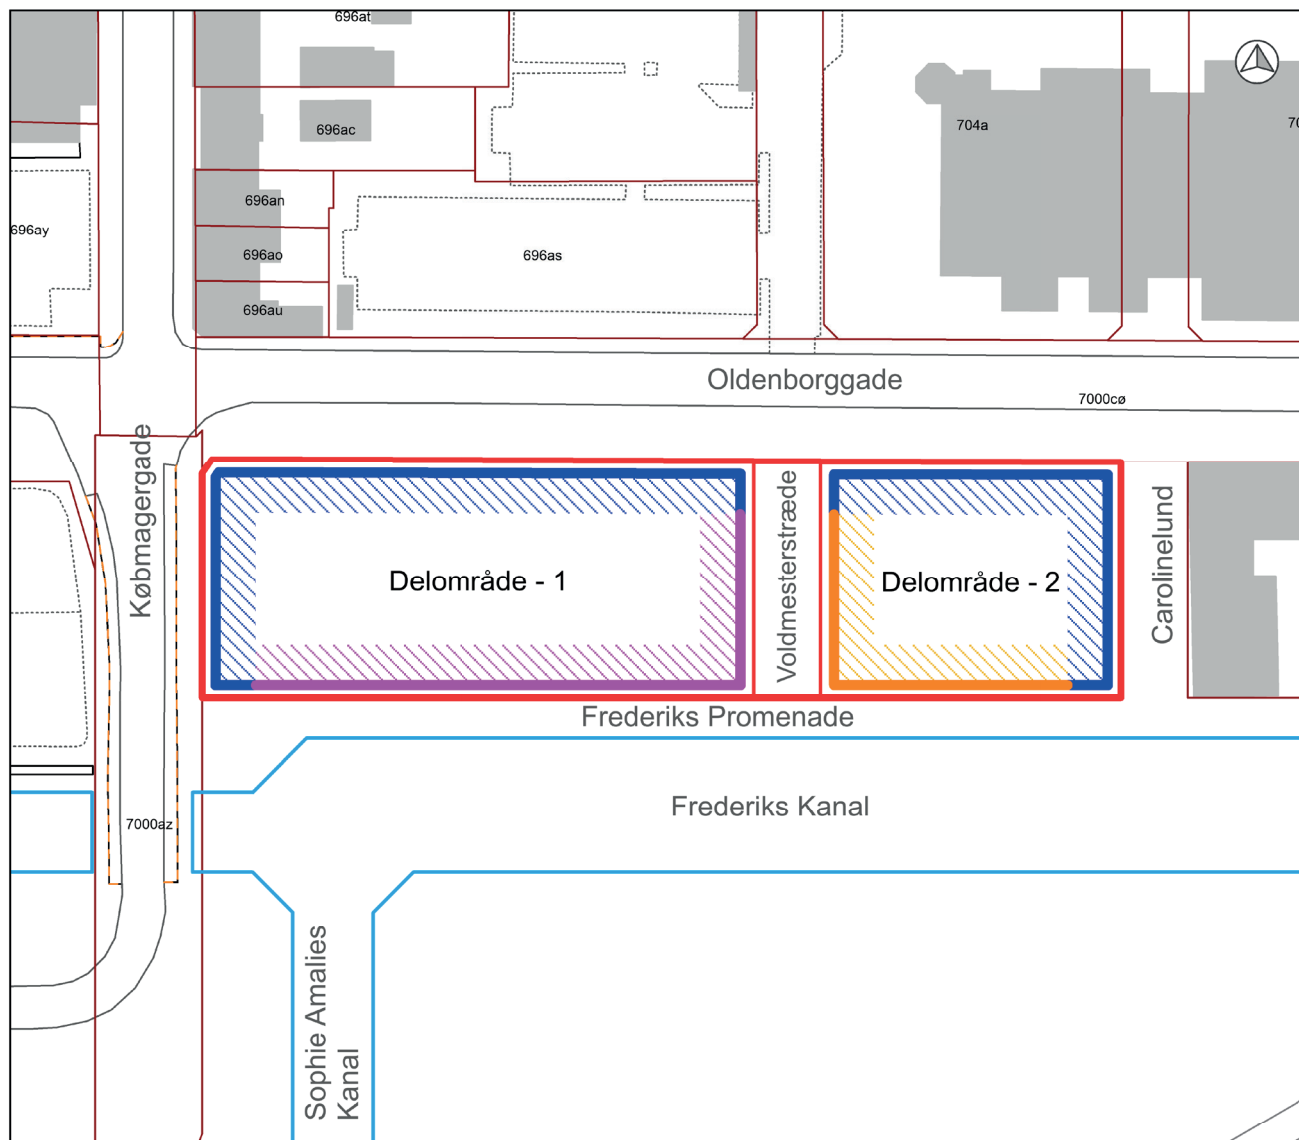 696at
696ac
704a
70
696an
696ay
696ao
696as
696au
Oldenborggade
7000cø
Købmagergade
Delområde - 1
Voldmesterstræde
Delområde - 2
Carolinelund
Frederiks Promenade
Frederiks Kanal
7000az
Sophie Amalies
Kanal